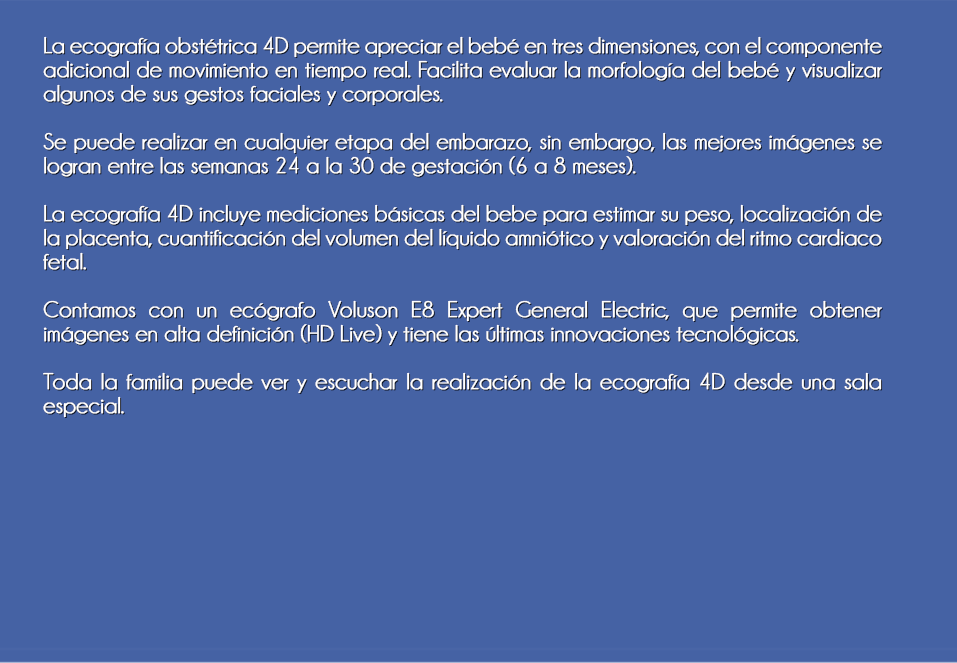 La ecografía obstétrica 4D permite apreciar el bebé en tres dimensiones, con el componente
adicional de movimiento en tiempo real. Facilita evaluar la morfología del bebé y visualizar
algunos de sus gestos faciales y corporales.
Se puede realizar en cualquier etapa del embarazo, sin embargo, las mejores imágenes se
logran entre las semanas 24 a la 30 de gestación (6 a 8 meses).
La ecografía 4D incluye mediciones básicas del bebe para estimar su peso, localización de
la placenta, cuantificación del volumen del líquido amniótico y valoración del ritmo cardiaco
fetal.
Contamos con un ecógrafo Voluson E8 Expert General Electric, que permite obtener
imágenes en alta definición (HD Live) y tiene las últimas innovaciones tecnológicas.
Toda la familia puede ver y escuchar la realización de la ecografía 4D desde una sala
especial.